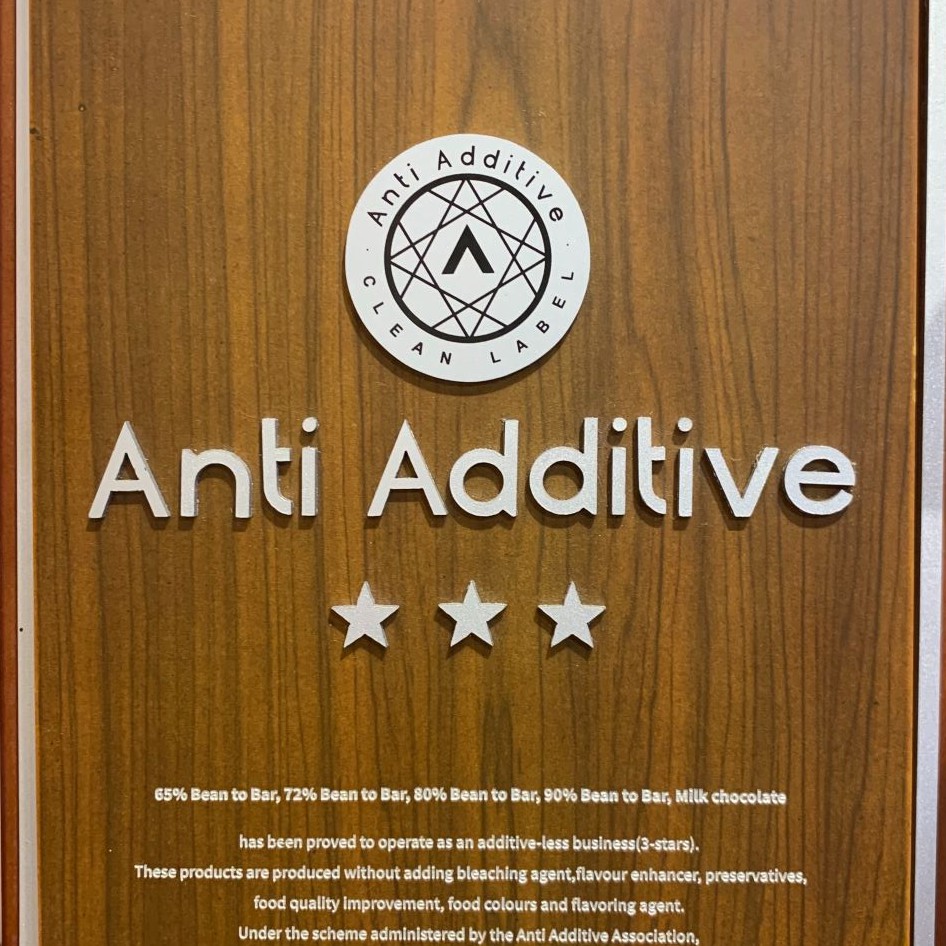 Anti Additive
CLEAN LABEL
Anti Additive
65% Bean to Bar, 72% Bean to Bar, 80% Bean to Bar, 90% Bean to Bar, Milk chocolate
has been proved to operate as an additive-less business(3-stars).
These products are produced without adding bleaching agent,flavour enhancer, preservatives,
food quality improvement, food colours and flavoring agent.
Under the scheme administered by the Anti Additive Association,